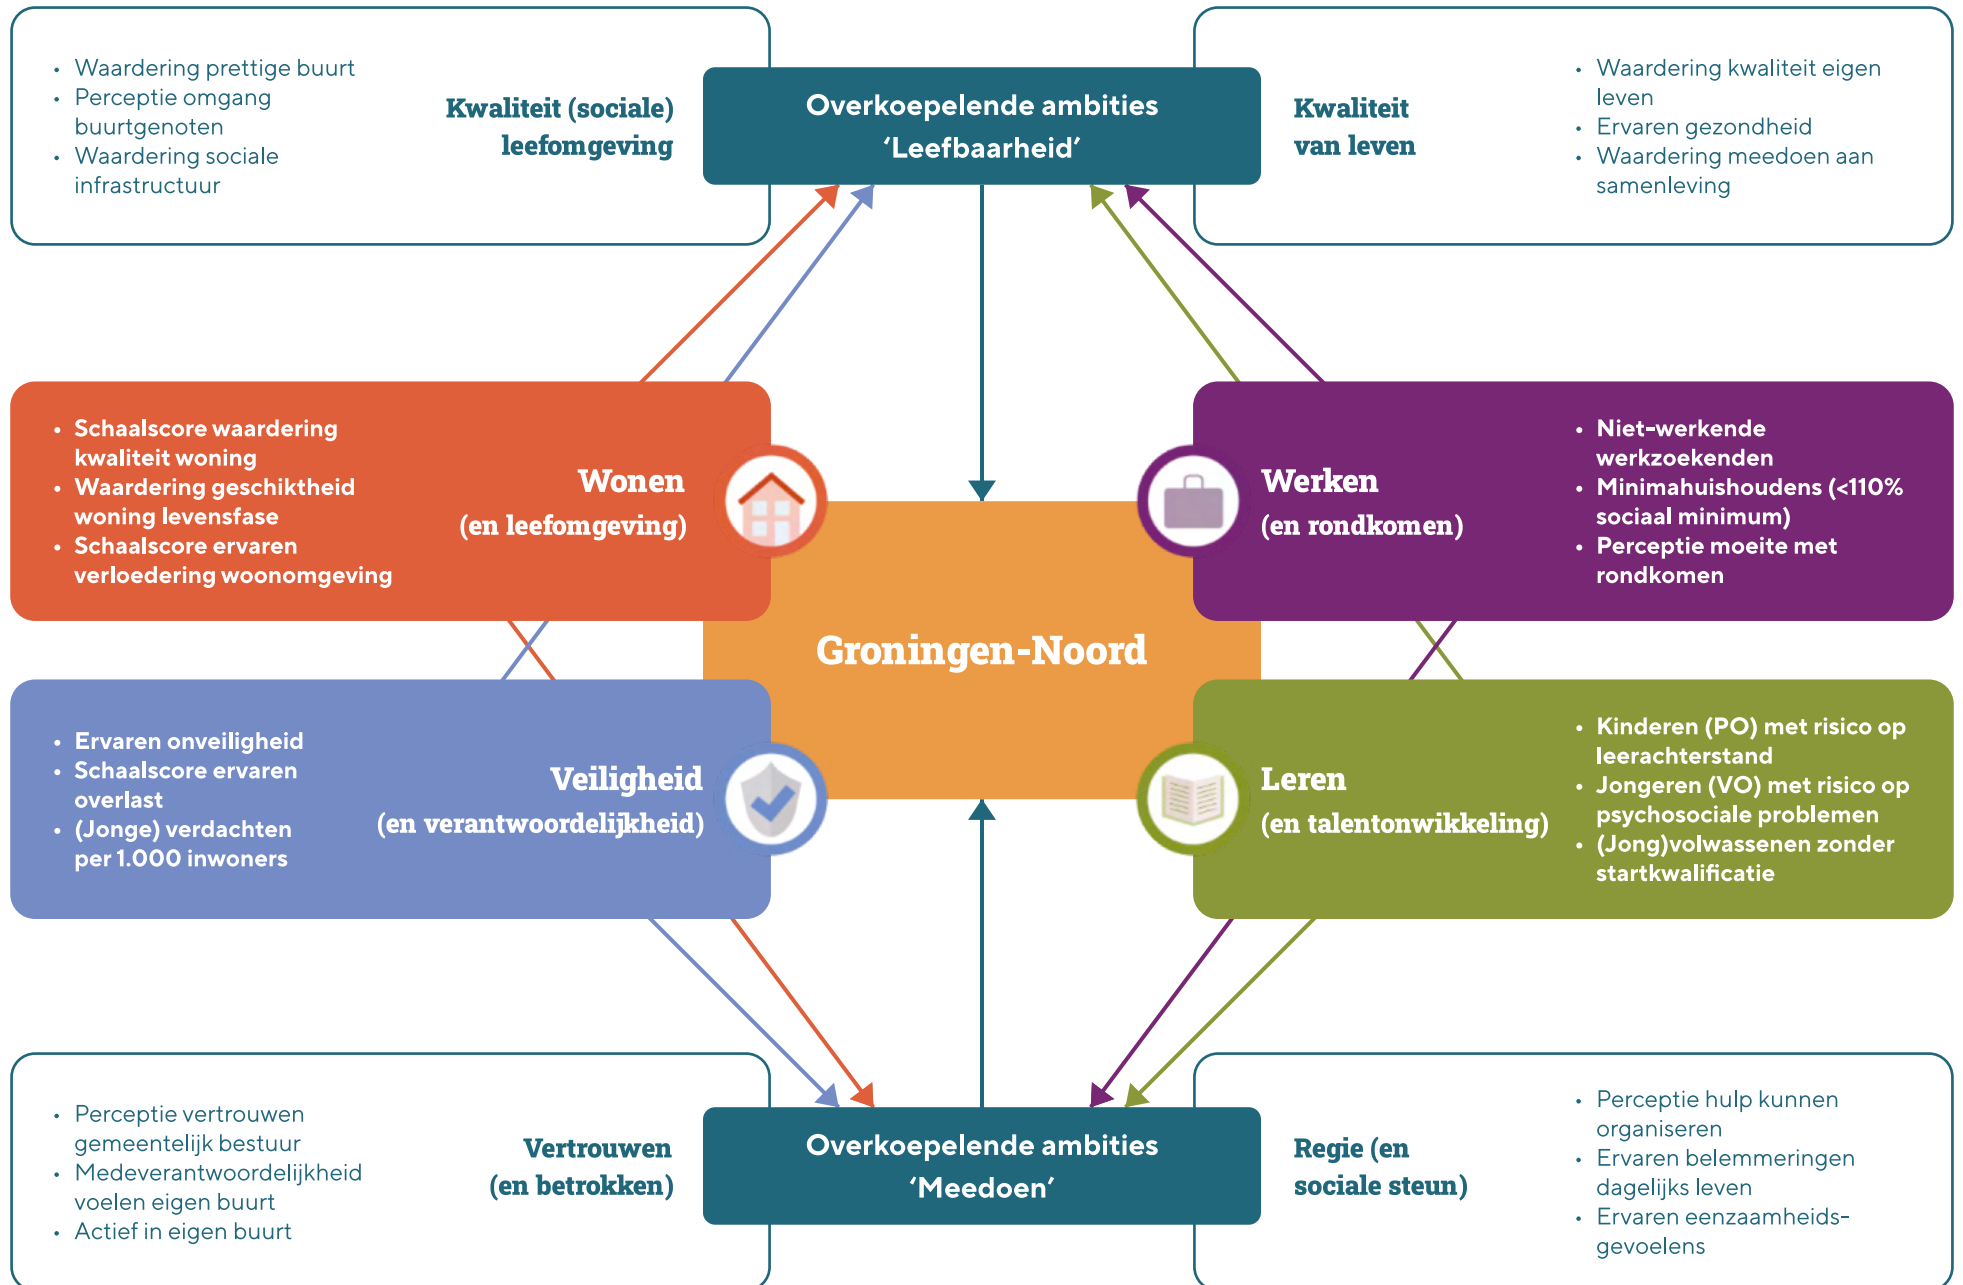 • Waardering prettige buurt
• Perceptie omgang
buurtgenoten
• Waardering sociale
infrastructuur
Kwaliteit (sociale)
leefomgeving
Overkoepelende ambities
‘Leefbaarheid’
Kwaliteit
van leven
• Waardering kwaliteit eigen
leven
• Ervaren gezondheid
• Waardering meedoen aan
samenleving
• Schaalscore waardering
kwaliteit woning
• Waardering geschiktheid
woning levensfase
• Schaalscore ervaren
verloedering woonomgeving
Wonen
(en leefomgeving)
Werken
(en rondkomen)
• Niet-werkende
werkzoekenden
• Minimahuishoudens (<110%
sociaal minimum)
• Perceptie moeite met
rondkomen
Groningen-Noord
• Ervaren onveiligheid
• Schaalscore ervaren
overlast
• (Jonge) verdachten
per 1.000 inwoners
Veiligheid
(en verantwoordelijkheid)
Leren
(en talentonwikkeling)
• Kinderen (PO) met risico op
leerachterstand
• Jongeren (VO) met risico op
psychosociale problemen
• (Jong)volwassenen zonder
startkwalificatie
• Perceptie vertrouwen
gemeentelijk bestuur
• Medeverantwoordelijkheid
voelen eigen buurt
• Actief in eigen buurt
Vertrouwen
(en betrokken)
Overkoepelende ambities
‘Meedoen’
Regie (en
sociale steun)
• Perceptie hulp kunnen
organiseren
• Ervaren belemmeringen
dagelijks leven
• Ervaren eenzaamheids-
gevoelens